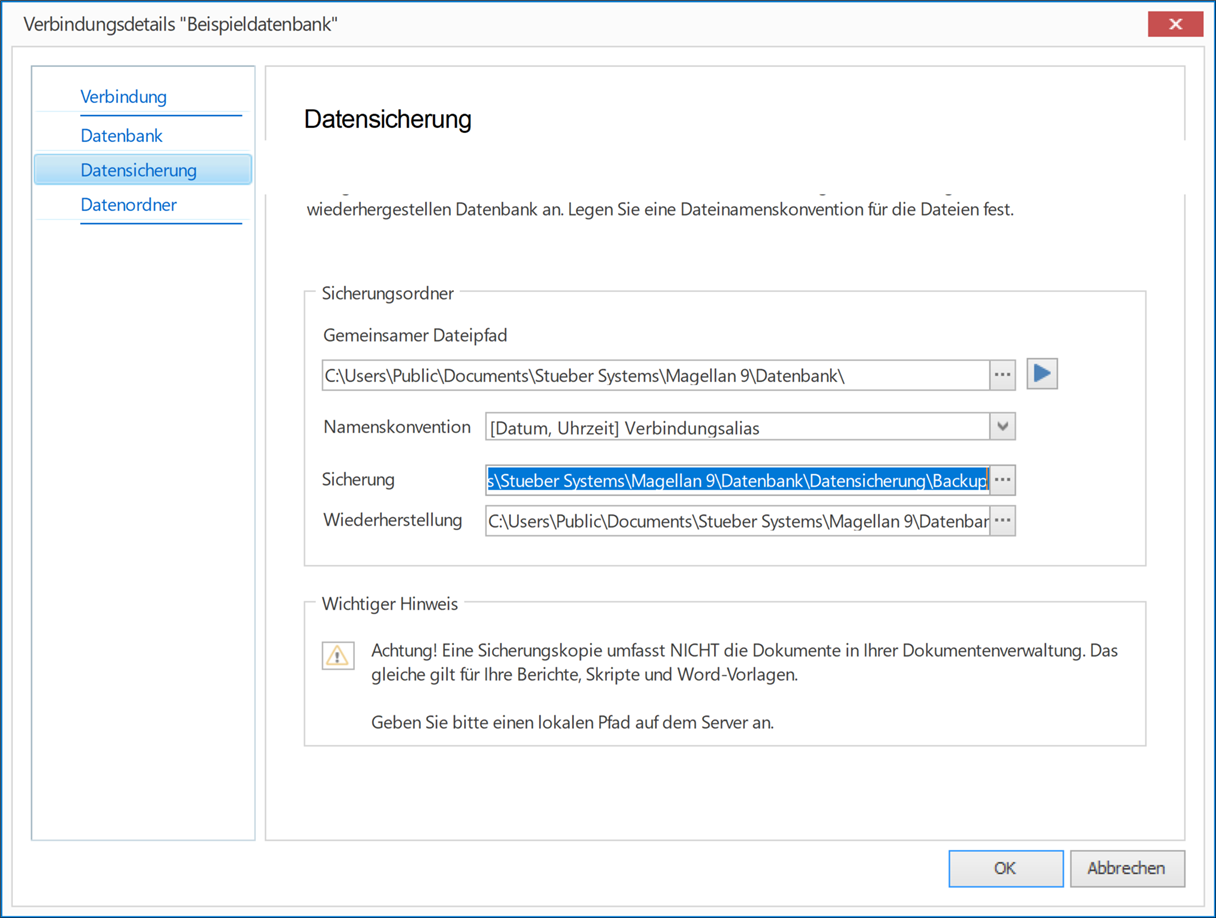 Verbindungsdetails "Beispieldatenbank"
Verbindung
Datenbank
Datensicherung
Datenordner
Datensicherung
wiederhergestellen Datenbank an. Legen Sie eine Dateinamenskonvention für die Dateien fest.
Sicherungsordner
Gemeinsamer Dateipfad
C:\Users\Public\Documents\Stueber Systems\Magellan 9\Datenbank\
Namenskonvention
[Datum, Uhrzeit] Verbindungsalias
Sicherung
s\Stueber Systems\Magellan 9\Datenbank\Datensicherung\Backup
Wiederherstellung
C:\Users\Public\Documents\Stueber Systems\Magellan 9\Datenbar
Wichtiger Hinweis
Achtung! Eine Sicherungskopie umfasst NICHT die Dokumente in Ihrer Dokumentenverwaltung. Das
gleiche gilt für Ihre Berichte, Skripte und Word-Vorlagen.
Geben Sie bitte einen lokalen Pfad auf dem Server an.
OK
Abbrechen